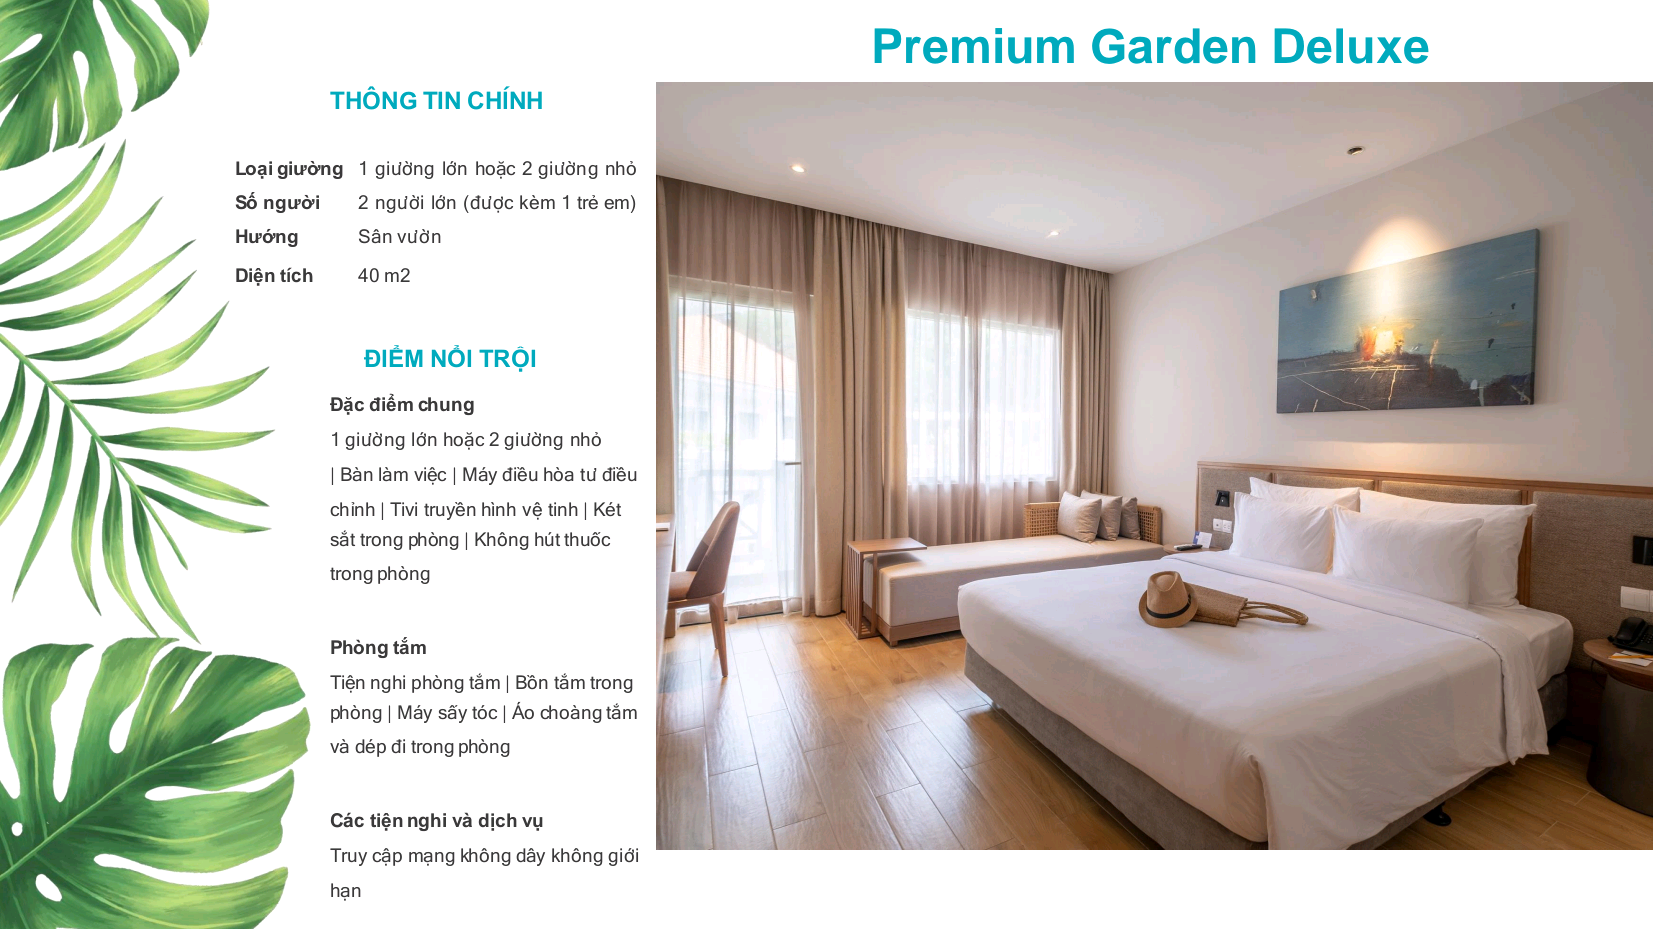 Premium Garden Deluxe
THÔNG TIN CHÍNH
Loại giường 1 giường lớn hoặc 2 giường nhỏ
Số người 2 người lớn (được kèm 1 trẻ em)
Hướng Sân vườn
Diện tích 40 m2
ĐIỂM NỔI TRỘI
Đặc điểm chung
1 giường lớn hoặc 2 giường nhỏ
| Bàn làm việc | Máy điều hòa tư điều
chỉnh | Tivi truyền hình vệ tinh | Két
sắt trong phòng | Không hút thuốc
trong phòng
Phòng tắm
Tiện nghi phòng tắm | Bồn tắm trong
phòng | Máy sấy tóc | Áo choàng tắm
và dép đi trong phòng
Các tiện nghi và dịch vụ
Truy cập mạng không dây không giới
hạn